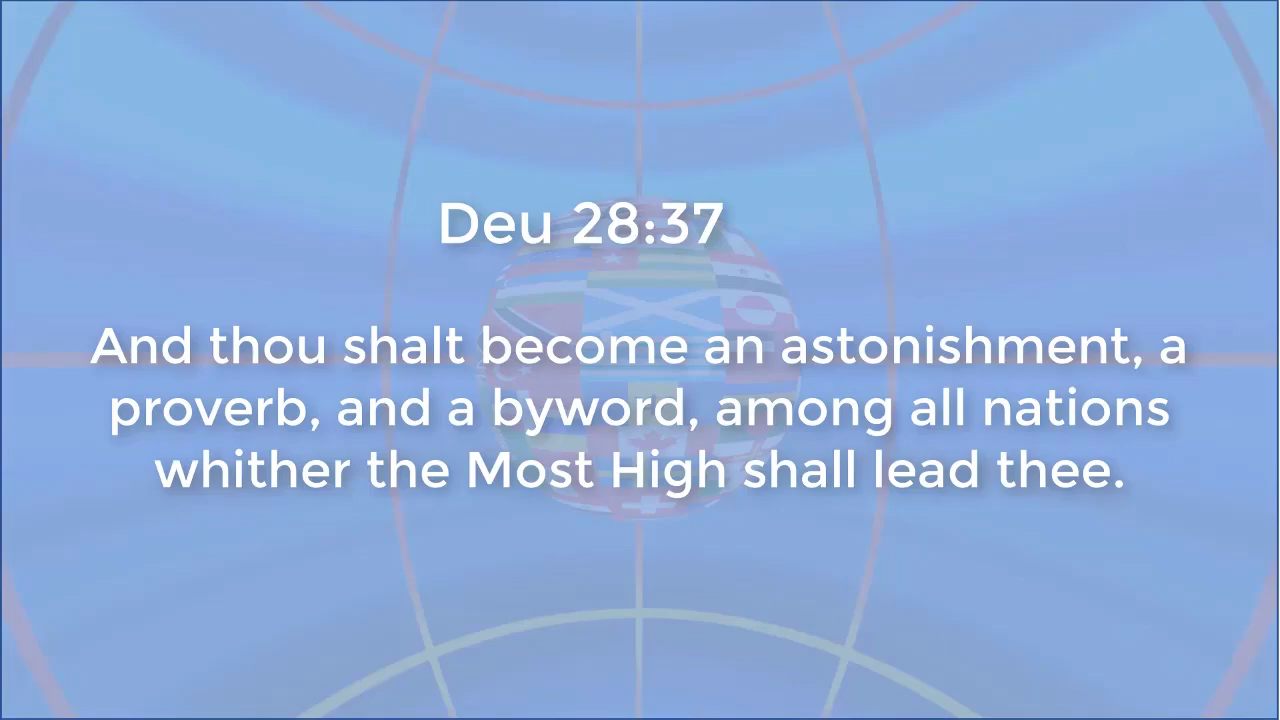 Deu 28:37
And thou shalt become an astonishment, a
proverb, and a byword, among all nations
whither the Most High shall lead thee.